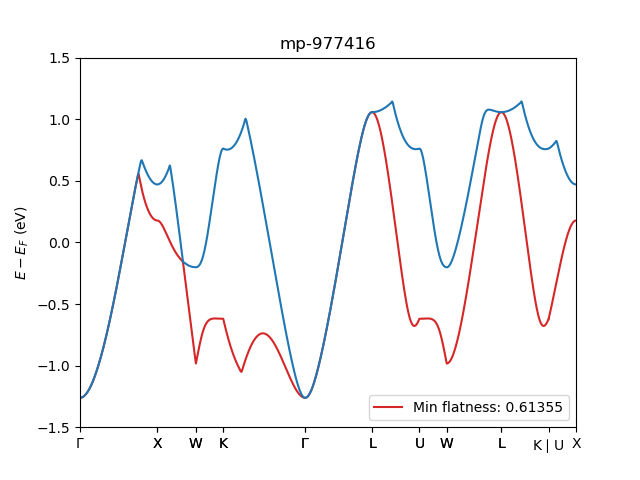 mp-977416
E − E_F (eV)
1.5
1.0
0.5
0.0
−0.5
−1.0
−1.5
Min flatness: 0.61355
Γ X W K Γ L U W L K | U X